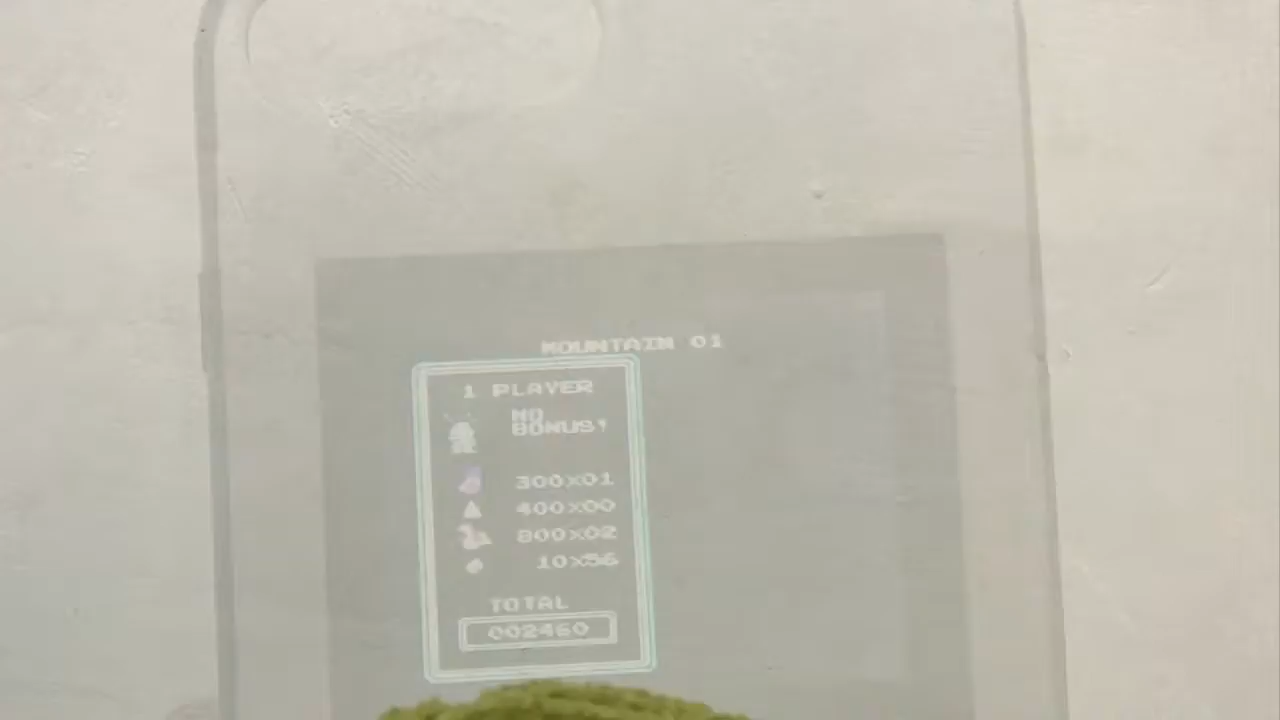 MOUNTAIN 01
1 PLAYER
NO
BONUS!
300X01
400X00
800X02
10X56
TOTAL
002460